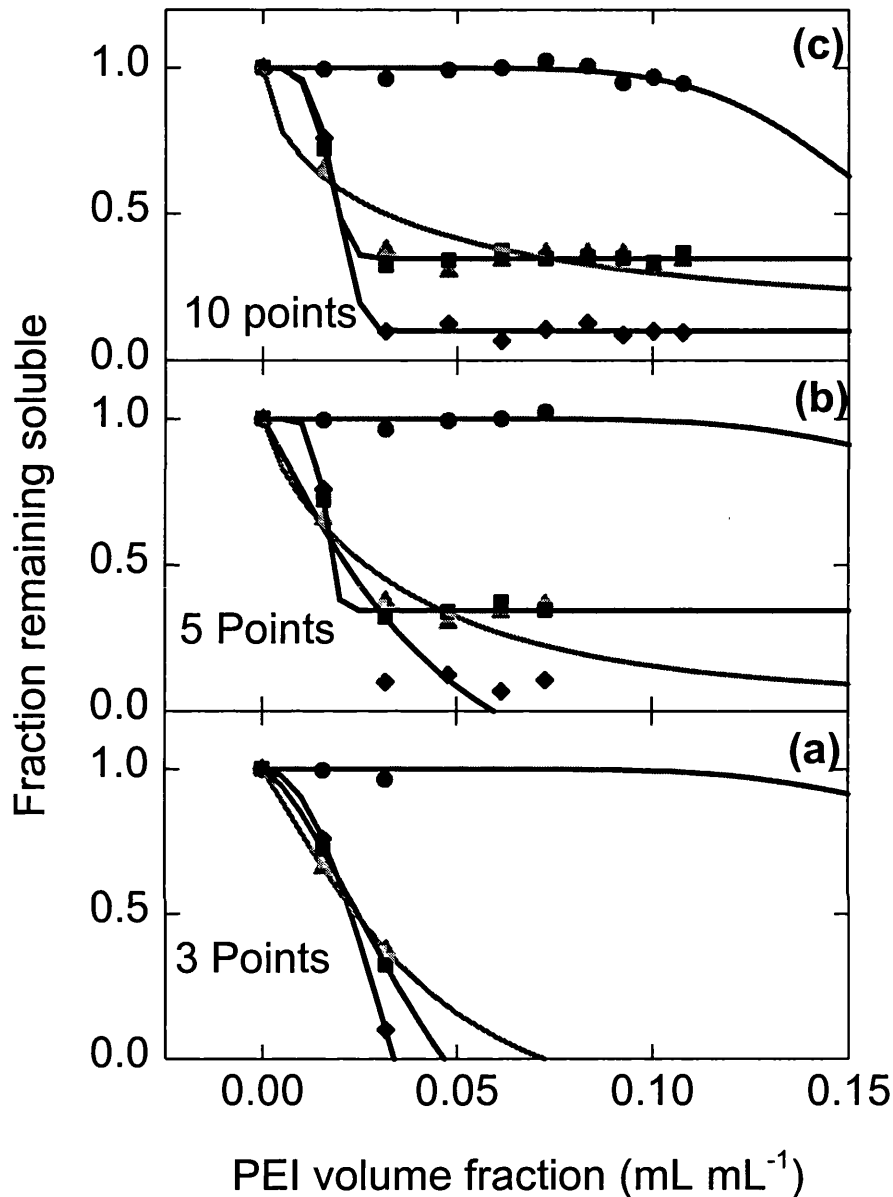 Fraction remaining soluble
(c)
1.0
0.5
10 points
0.0
(b)
1.0
0.5
5 Points
0.0
(a)
1.0
0.5
3 Points
0.0
0.00 0.05 0.10 0.15
PEI volume fraction (mL mL⁻¹)